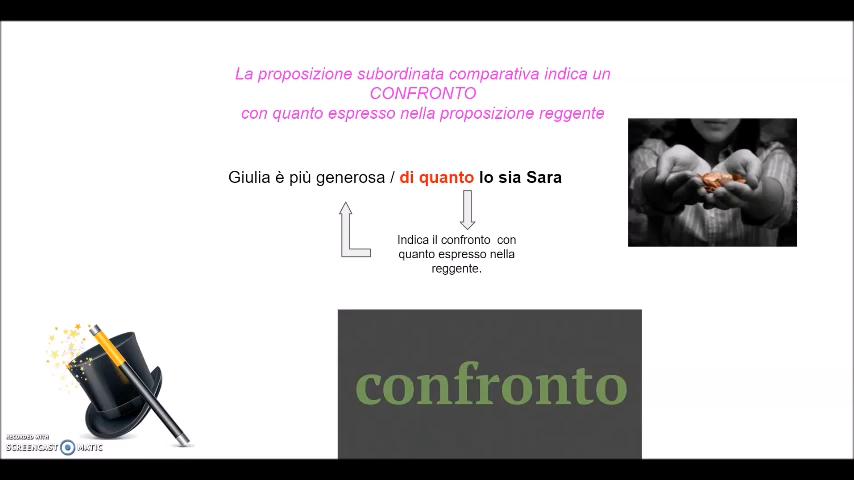 La proposizione subordinata comparativa indica un
CONFRONTO
con quanto espresso nella proposizione reggente
Giulia è più generosa / di quanto lo sia Sara
Indica il confronto con
quanto espresso nella
reggente.
confronto
RECORDED WITH
SCREENCAST MATIC